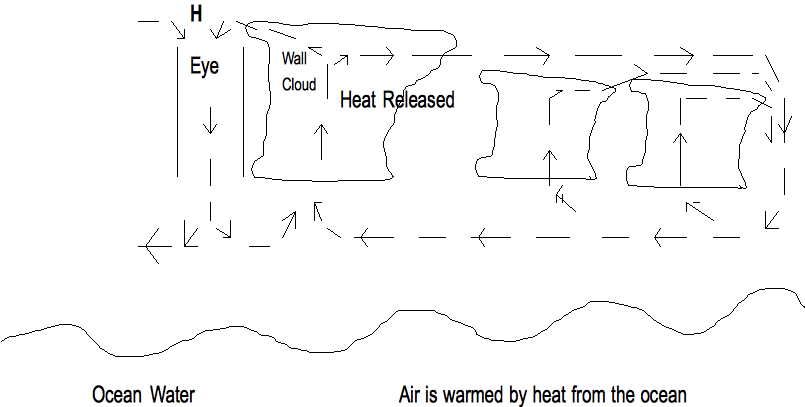 H
Eye
Wall
Cloud
Heat Released
Ocean Water
Air is warmed by heat from the ocean